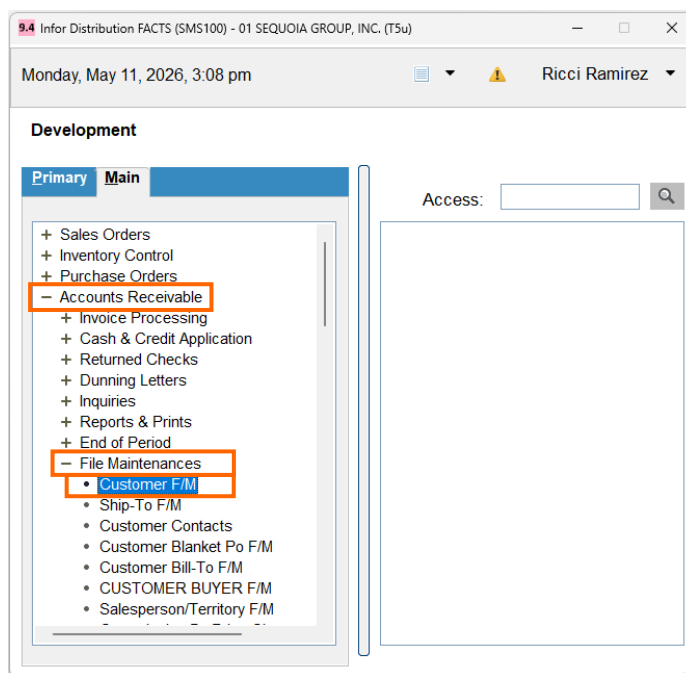 9.4 Infor Distribution FACTS (SMS100) - 01 SEQUOIA GROUP, INC. (T5u)
Monday, May 11, 2026, 3:08 pm Ricci Ramirez
Development
Primary Main
Access:
+ Sales Orders
+ Inventory Control
+ Purchase Orders
− Accounts Receivable
+ Invoice Processing
+ Cash & Credit Application
+ Returned Checks
+ Dunning Letters
+ Inquiries
+ Reports & Prints
+ End of Period
− File Maintenances
• Customer F/M
• Ship-To F/M
• Customer Contacts
• Customer Blanket Po F/M
• Customer Bill-To F/M
• CUSTOMER BUYER F/M
• Salesperson/Territory F/M